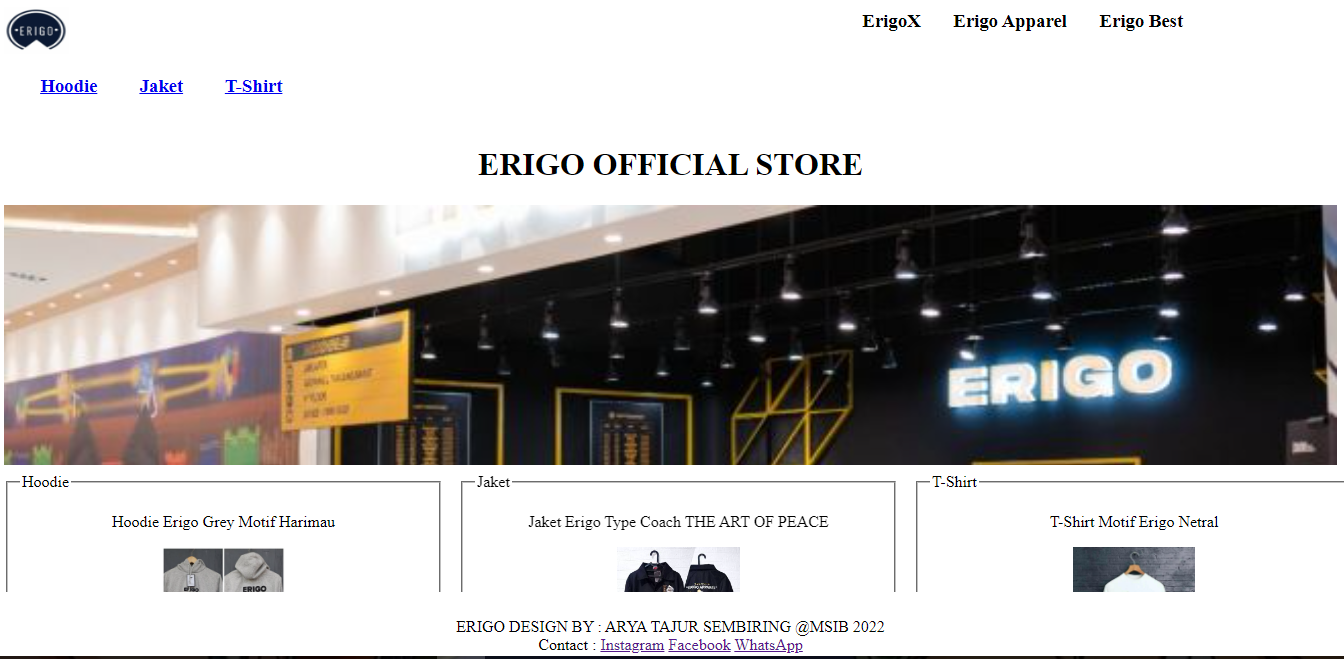 ERIGO
ErigoX Erigo Apparel Erigo Best
Hoodie Jaket T-Shirt
ERIGO OFFICIAL STORE
ERIGO
Hoodie
Jaket
T-Shirt
Hoodie Erigo Grey Motif Harimau
Jaket Erigo Type Coach THE ART OF PEACE
T-Shirt Motif Erigo Netral
ERIGO
ERIGO DESIGN BY : ARYA TAJUR SEMBIRING @MSIB 2022
Contact : Instagram Facebook WhatsApp